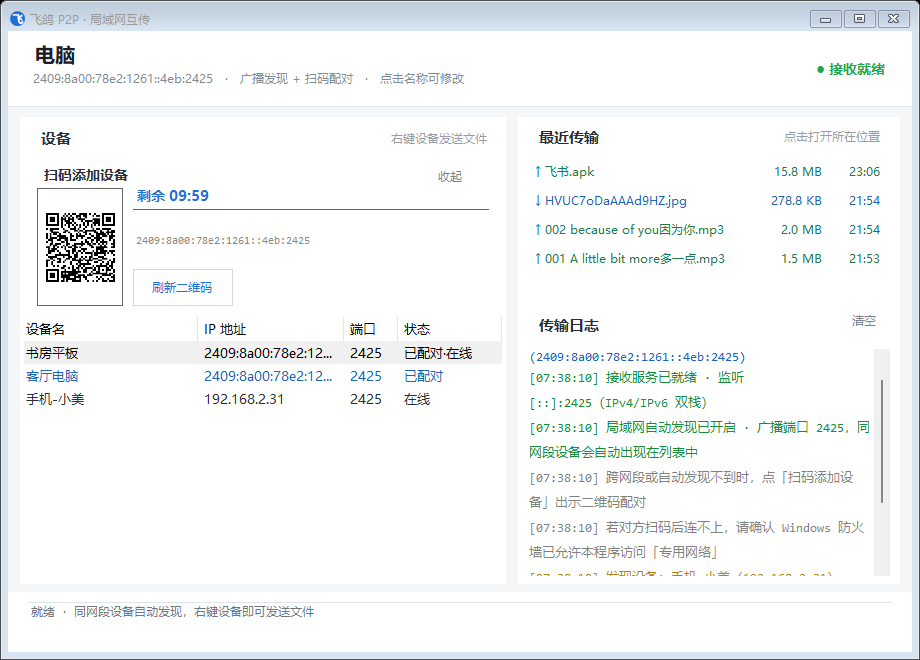 飞鸽 P2P · 局域网互传
电脑
2409:8a00:78e2:1261::4eb:2425 · 广播发现 + 扫码配对 · 点击名称可修改
● 接收就绪
设备
右键设备发送文件
扫码添加设备
收起
剩余 09:59
2409:8a00:78e2:1261::4eb:2425
刷新二维码
设备名 IP 地址 端口 状态
书房平板 2409:8a00:78e2:12... 2425 已配对·在线
客厅电脑 2409:8a00:78e2:12... 2425 已配对
手机-小美 192.168.2.31 2425 在线
最近传输
点击打开所在位置
↑ 飞书.apk 15.8 MB 23:06
↓ HVUC7oDaAAAd9HZ.jpg 278.8 KB 21:54
↑ 002 because of you因为你.mp3 2.0 MB 21:54
↑ 001 A little bit more多一点.mp3 1.5 MB 21:53
传输日志
清空
(2409:8a00:78e2:1261::4eb:2425)
[07:38:10] 接收服务已就绪 · 监听
[::]:2425 (IPv4/IPv6 双栈)
[07:38:10] 局域网自动发现已开启 · 广播端口 2425，同
网段设备会自动出现在列表中
[07:38:10] 跨网段或自动发现不到时，点「扫码添加设
备」出示二维码配对
[07:38:10] 若对方扫码后连不上，请确认 Windows 防火
墙已允许本程序访问「专用网络」
[07:38:10] 发现设备: 手机-小美 (192.168.2.31)
就绪 · 同网段设备自动发现，右键设备即可发送文件